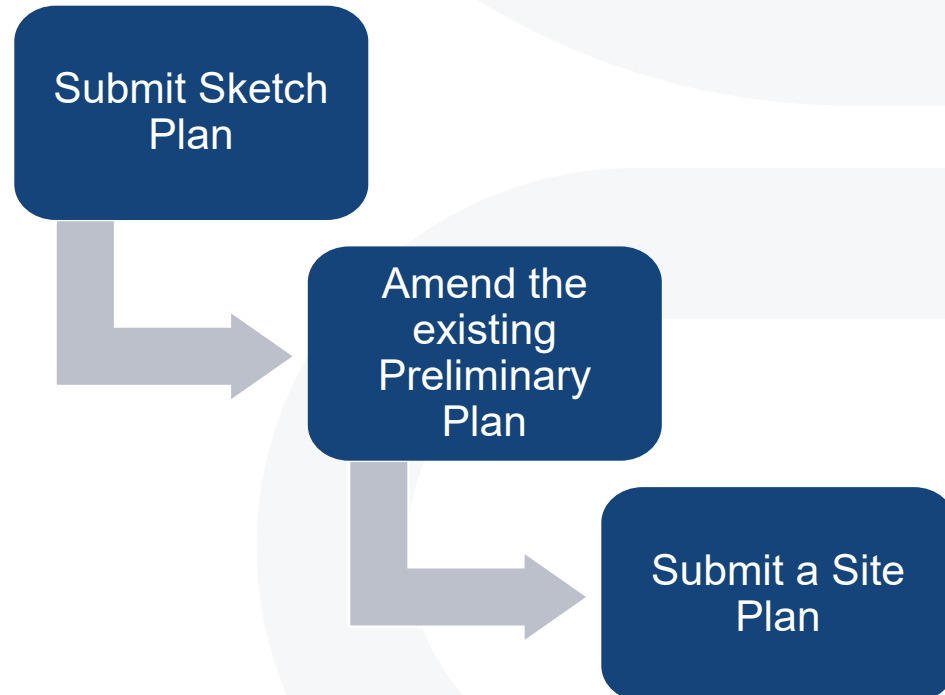 Submit Sketch
Plan
Amend the
existing
Preliminary
Plan
Submit a Site
Plan